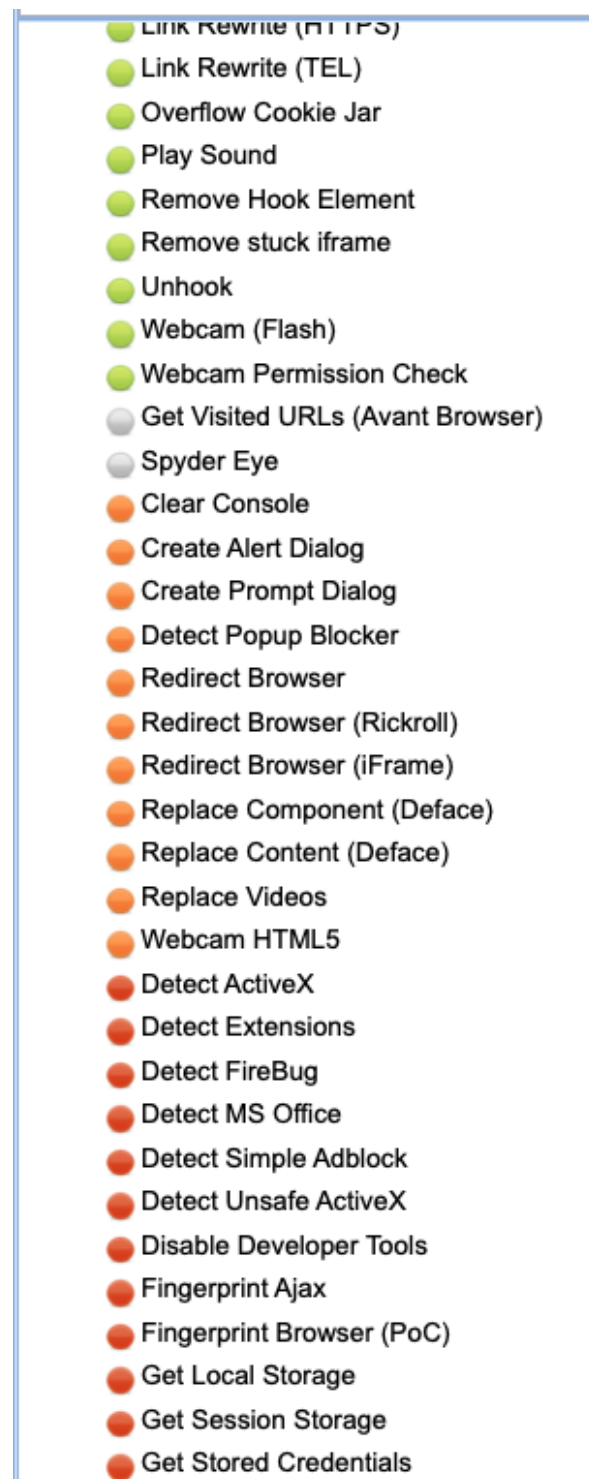 Link Rewrite (HTTPS)
Link Rewrite (TEL)
Overflow Cookie Jar
Play Sound
Remove Hook Element
Remove stuck iframe
Unhook
Webcam (Flash)
Webcam Permission Check
Get Visited URLs (Avant Browser)
Spyder Eye
Clear Console
Create Alert Dialog
Create Prompt Dialog
Detect Popup Blocker
Redirect Browser
Redirect Browser (Rickroll)
Redirect Browser (iFrame)
Replace Component (Deface)
Replace Content (Deface)
Replace Videos
Webcam HTML5
Detect ActiveX
Detect Extensions
Detect FireBug
Detect MS Office
Detect Simple Adblock
Detect Unsafe ActiveX
Disable Developer Tools
Fingerprint Ajax
Fingerprint Browser (PoC)
Get Local Storage
Get Session Storage
Get Stored Credentials